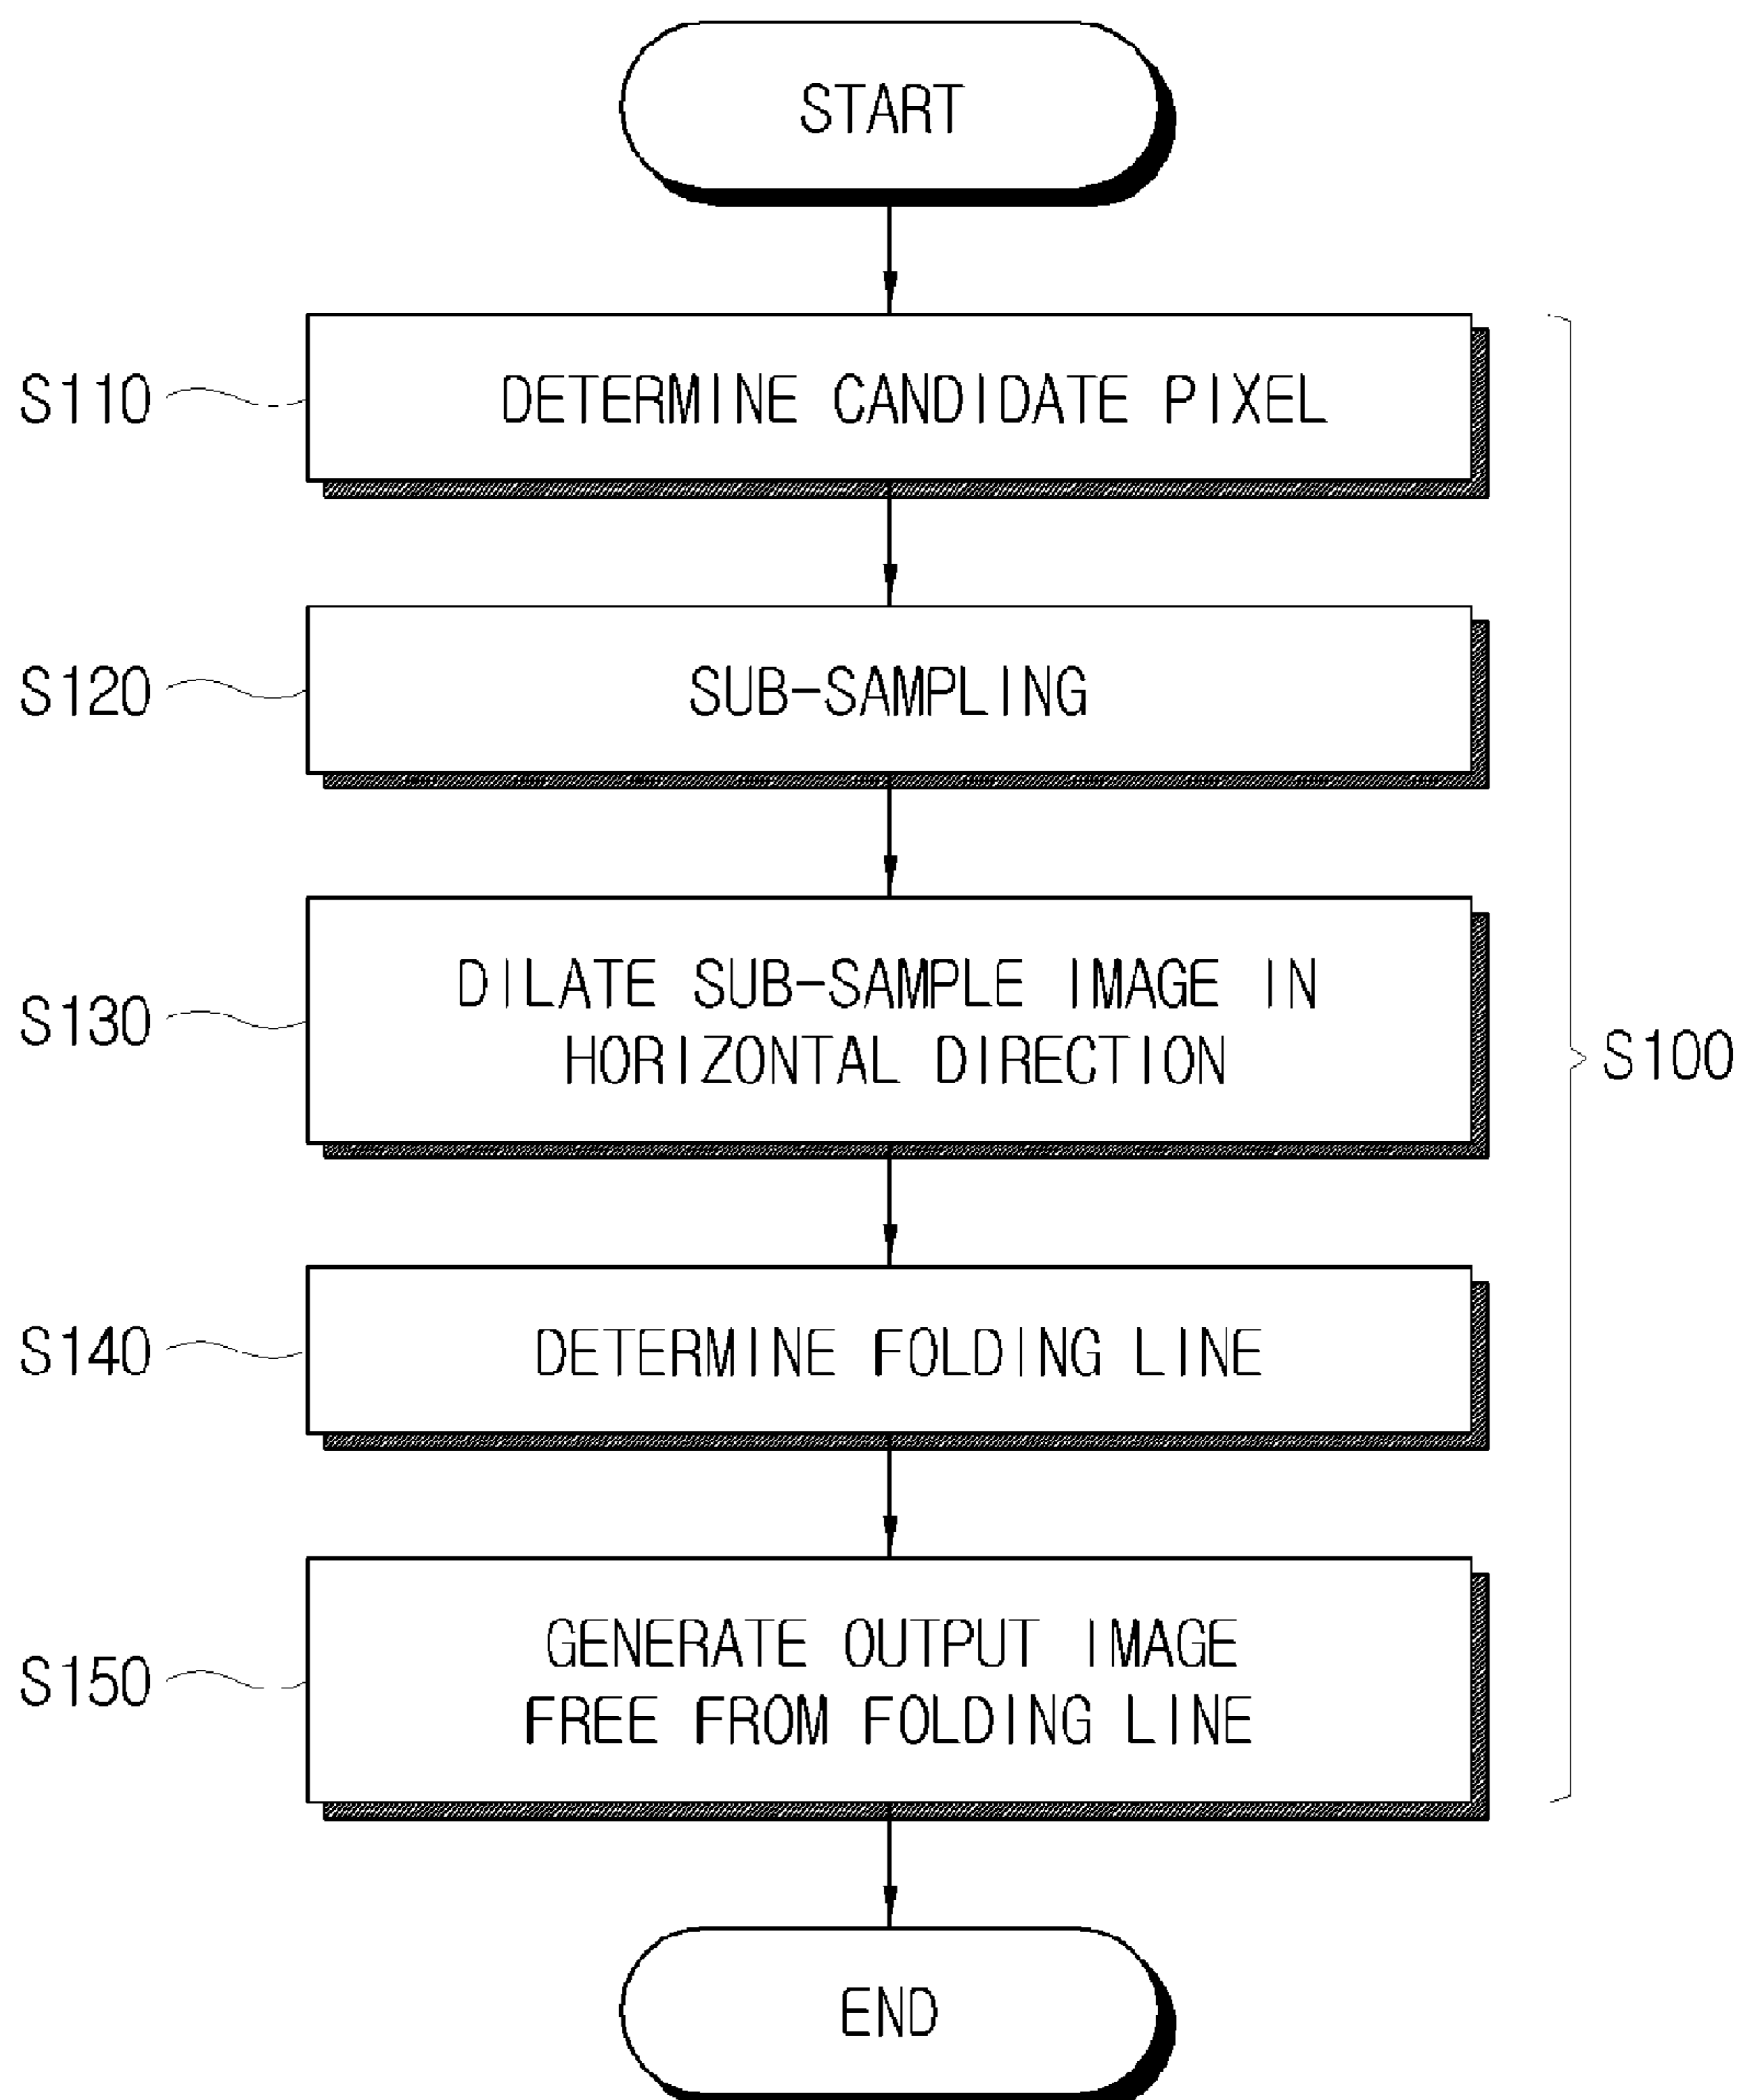 START
S110
DETERMINE CANDIDATE PIXEL
S120
SUB-SAMPLING
S130
DILATE SUB-SAMPLE IMAGE IN
HORIZONTAL DIRECTION
S100
S140
DETERMINE FOLDING LINE
S150
GENERATE OUTPUT IMAGE
FREE FROM FOLDING LINE
END